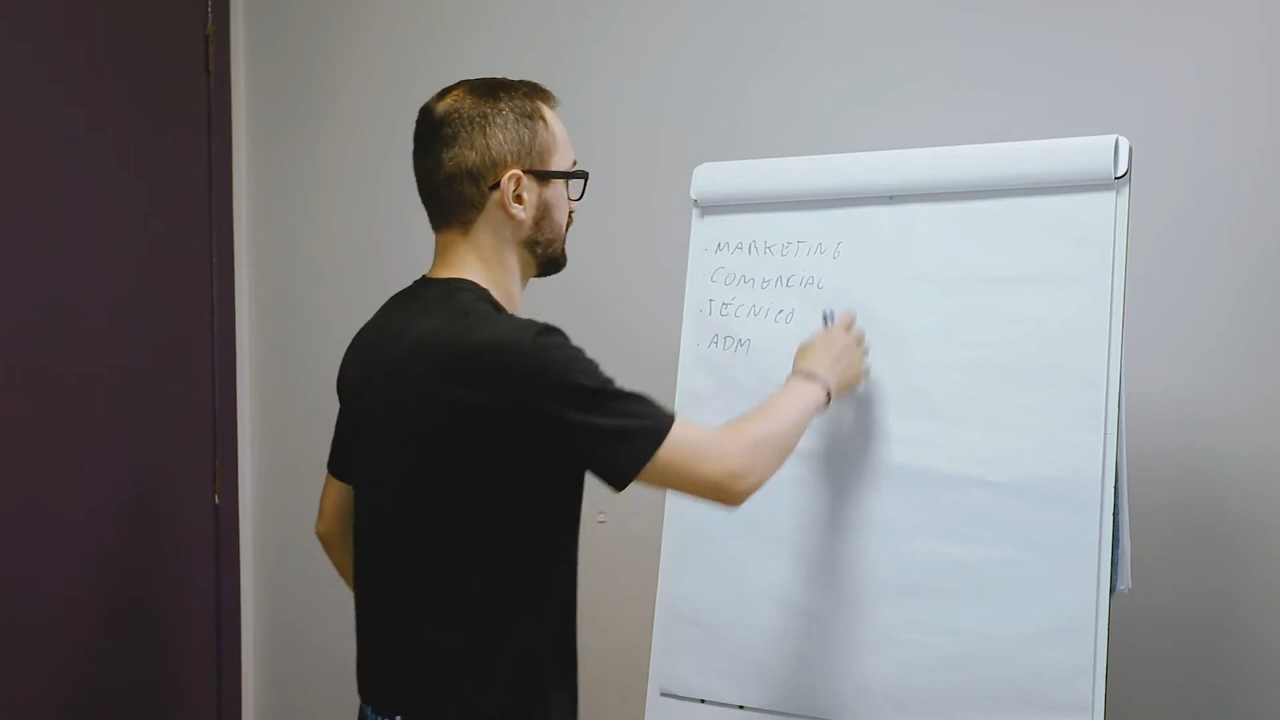 . MARKETING
. COMERCIAL
. TÉCNICO
. ADM